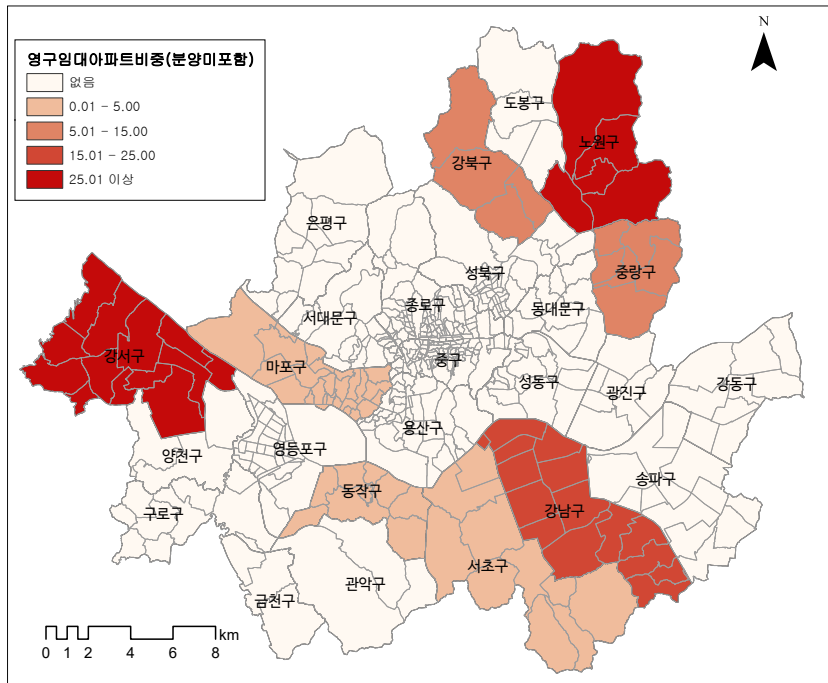 영구임대아파트비중(분양미포함)
없음
0.01 - 5.00
5.01 - 15.00
15.01 - 25.00
25.01 이상
N
도봉구
노원구
강북구
은평구
중랑구
성북구
종로구
동대문구
서대문구
강서구
중구
마포구
성동구
광진구
강동구
용산구
영등포구
양천구
송파구
동작구
강남구
구로구
서초구
관악구
금천구
km
0 1 2 4 6 8